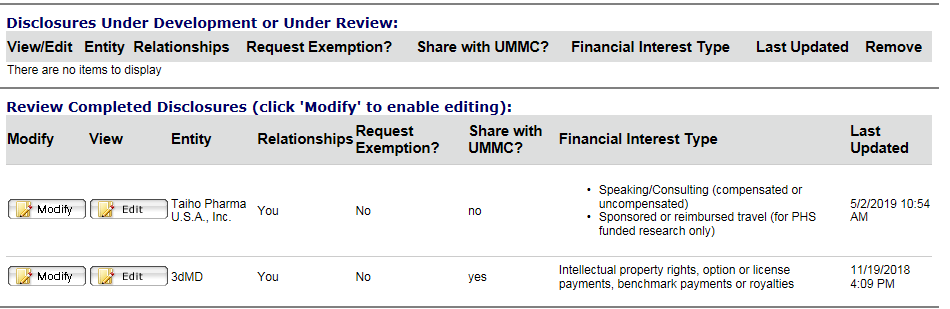 Disclosures Under Development or Under Review:
View/Edit Entity Relationships Request Exemption? Share with UMMC? Financial Interest Type Last Updated Remove
There are no items to display
Review Completed Disclosures (click 'Modify' to enable editing):
Modify View Entity Relationships Request Exemption? Share with UMMC? Financial Interest Type Last Updated
Modify Edit Taiho Pharma U.S.A., Inc. You No no
• Speaking/Consulting (compensated or
uncompensated)
• Sponsored or reimbursed travel (for PHS
funded research only)
5/2/2019 10:54
AM
Modify Edit 3dMD You No yes
Intellectual property rights, option or license
payments, benchmark payments or royalties
11/19/2018
4:09 PM